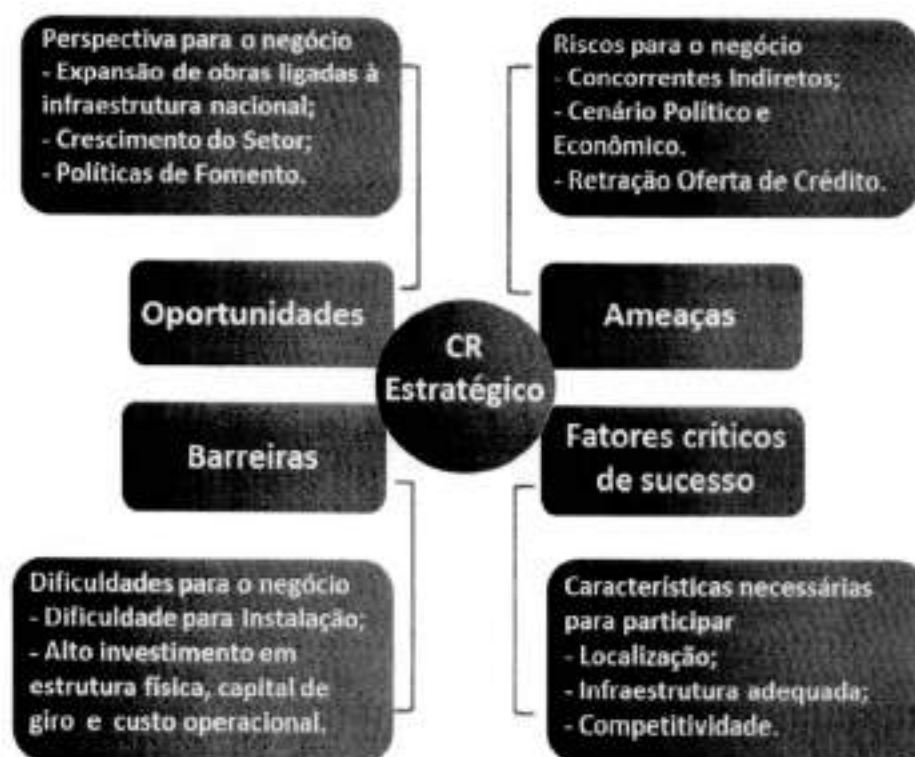 Perspectiva para o negócio
- Expansão de obras ligadas à
infraestrutura nacional;
- Crescimento do Setor;
- Políticas de Fomento.
Riscos para o negócio
- Concorrentes Indiretos;
- Cenário Político e
Econômico.
- Retração Oferta de Crédito.
Oportunidades
Ameaças
CR
Estratégico
Barreiras
Fatores críticos
de sucesso
Dificuldades para o negócio
- Dificuldade para Instalação;
- Alto investimento em
estrutura física, capital de
giro e custo operacional.
Características necessárias
para participar
- Localização;
- Infraestrutura adequada;
- Competitividade.